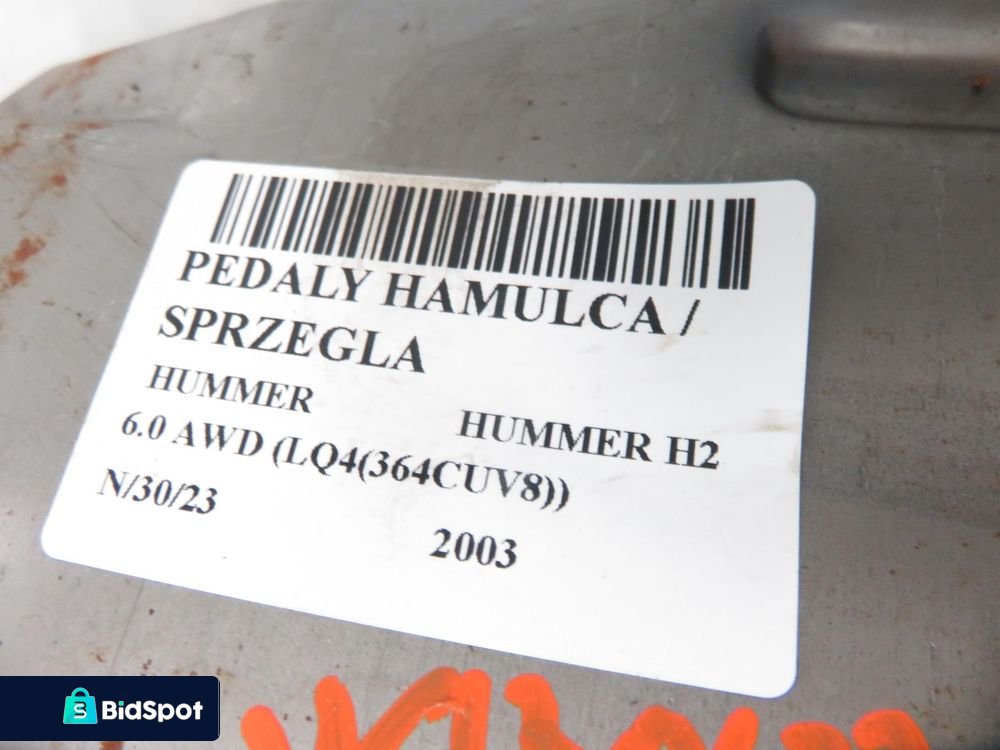 PEDALY HAMULCA /
SPRZEGLA
HUMMER HUMMER H2
6.0 AWD (LQ4(364CUV8))
N/30/23 2003
BidSpot